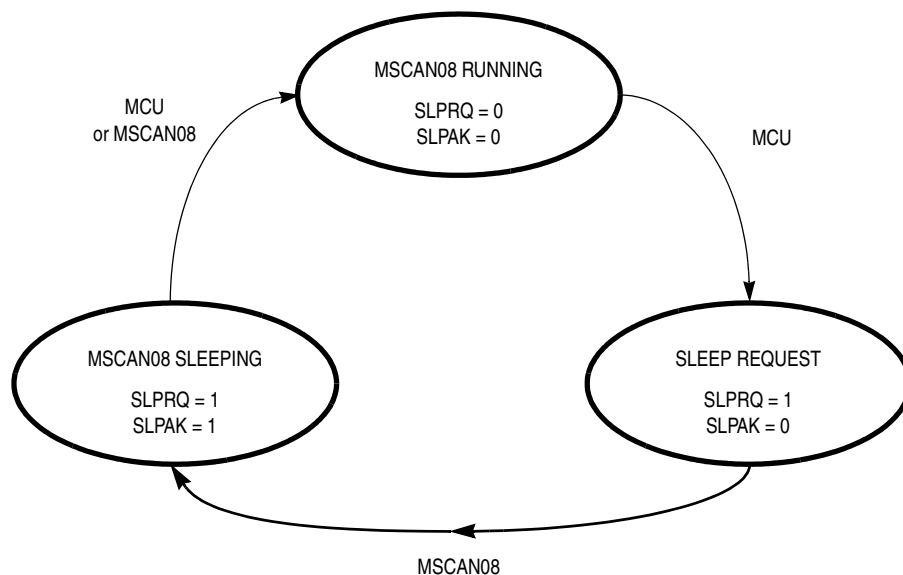 MSCAN08 RUNNING
SLPRQ = 0
SLPAK = 0
MCU
or MSCAN08
MCU
MSCAN08 SLEEPING
SLPRQ = 1
SLPAK = 1
SLEEP REQUEST
SLPRQ = 1
SLPAK = 0
MSCAN08